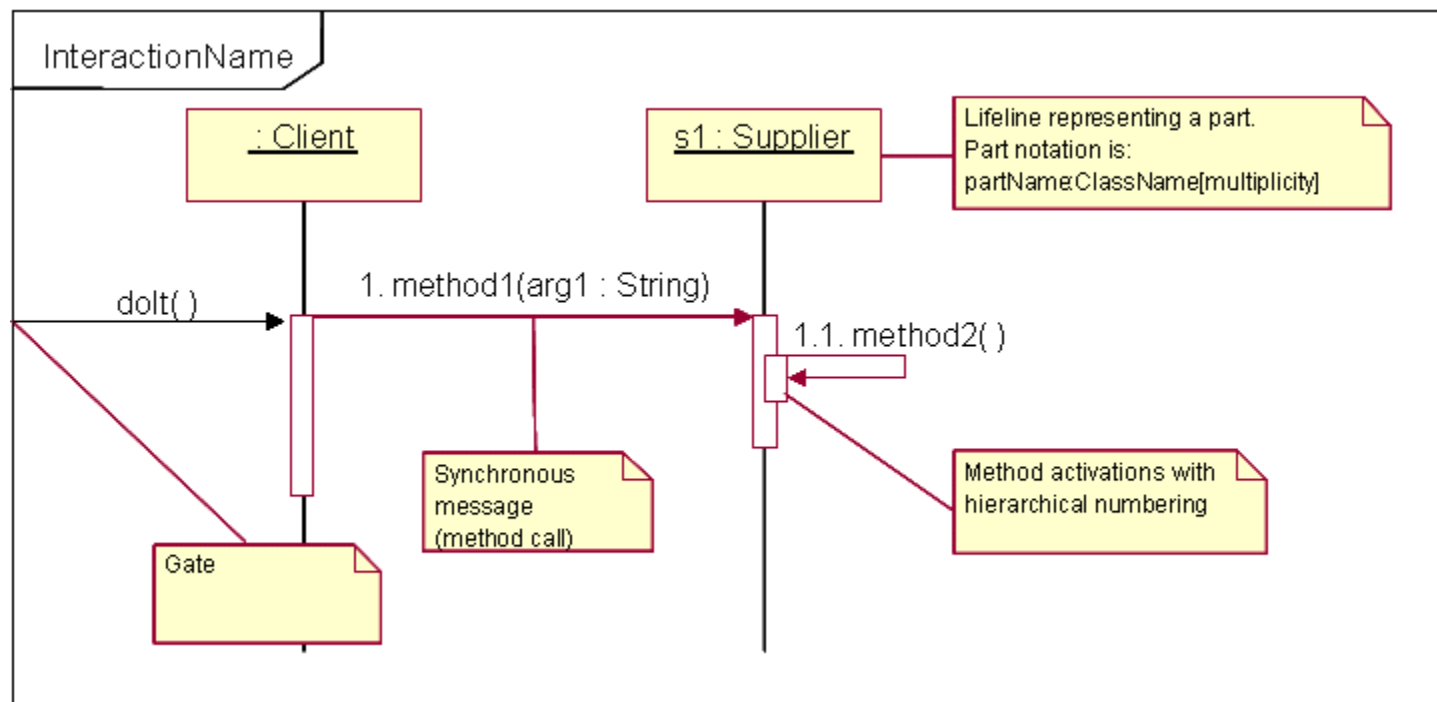 InteractionName
: Client
s1 : Supplier
Lifeline representing a part.
Part notation is:
partName:ClassName[multiplicity]
doIt( )
1. method1(arg1 : String)
1.1. method2( )
Synchronous
message
(method call)
Method activations with
hierarchical numbering
Gate